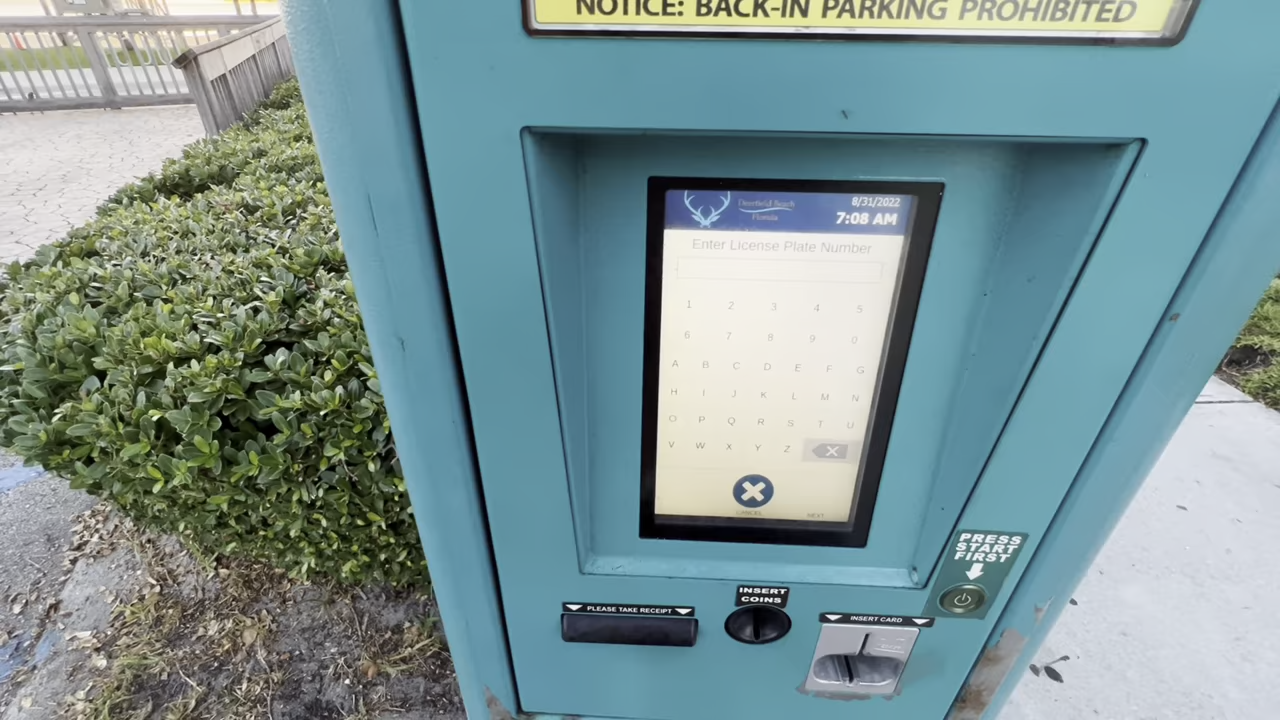 NOTICE: BACK-IN PARKING PROHIBITED
Deerfield Beach
Florida
8/31/2022
7:08 AM
Enter License Plate Number
1 2 3 4 5
6 7 8 9 0
A B C D E F G
H I J K L M N
O P Q R S T U
V W X Y Z
CANCEL NEXT
PRESS
START
FIRST
PLEASE TAKE RECEIPT
INSERT
COINS
INSERT CARD